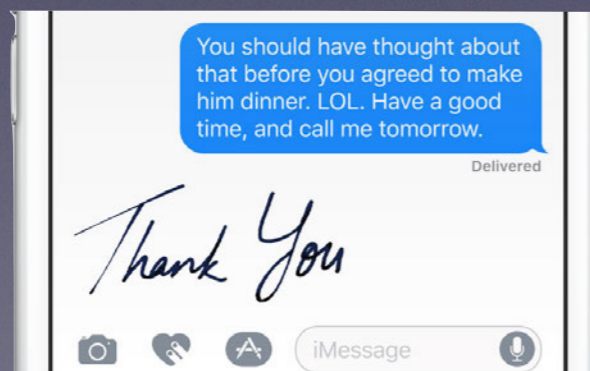 You should have thought about
that before you agreed to make
him dinner. LOL. Have a good
time, and call me tomorrow.
Delivered
Thank You
iMessage